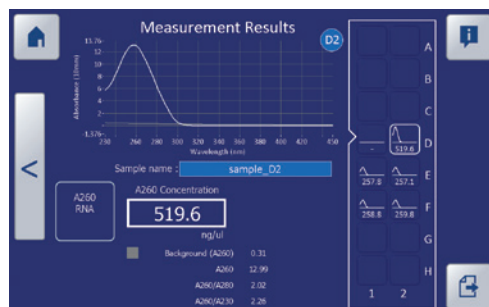 Measurement Results
D2
Absorbance (10mm)
13.76
12
10
8
6
4
2
-1.376
230 260 280 300 320 340 360 380 400 420 450
Wavelength (nm)
Sample name : sample_D2
A260
RNA
A260 Concentration
519.6
ng/ul
Background (A260) 0.31
A260 12.99
A260/A280 2.02
A260/A230 2.26
<
i
A
B
C
- 519.6 D
257.8 257.1 E
258.8 259.8 F
G
H
1 2